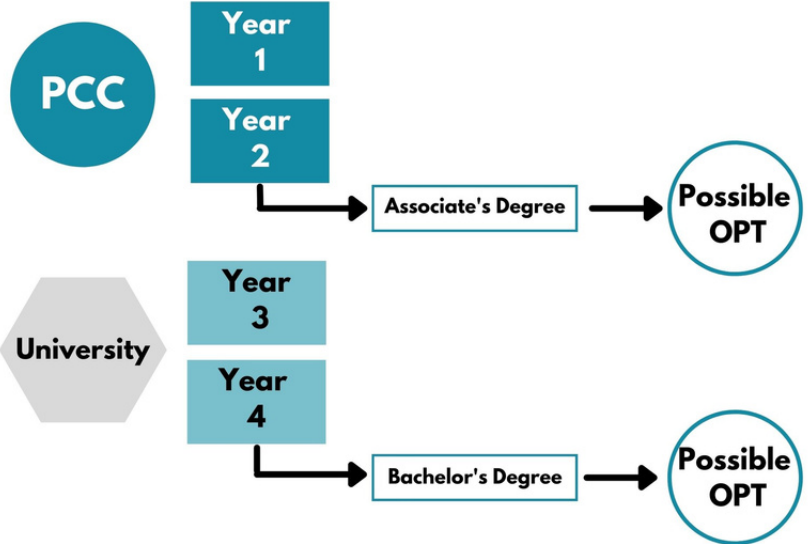 PCC
Year
1
Year
2
Associate's Degree
Possible
OPT
University
Year
3
Year
4
Bachelor's Degree
Possible
OPT